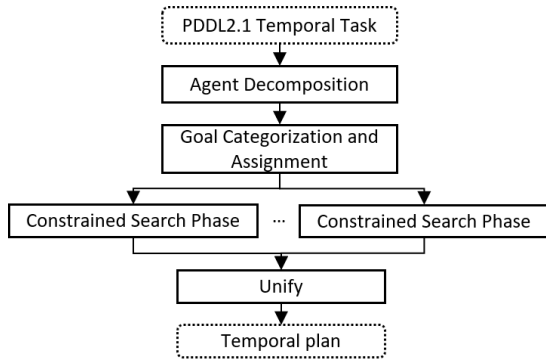 PDDL2.1 Temporal Task
Agent Decomposition
Goal Categorization and
Assignment
Constrained Search Phase ... Constrained Search Phase
Unify
Temporal plan